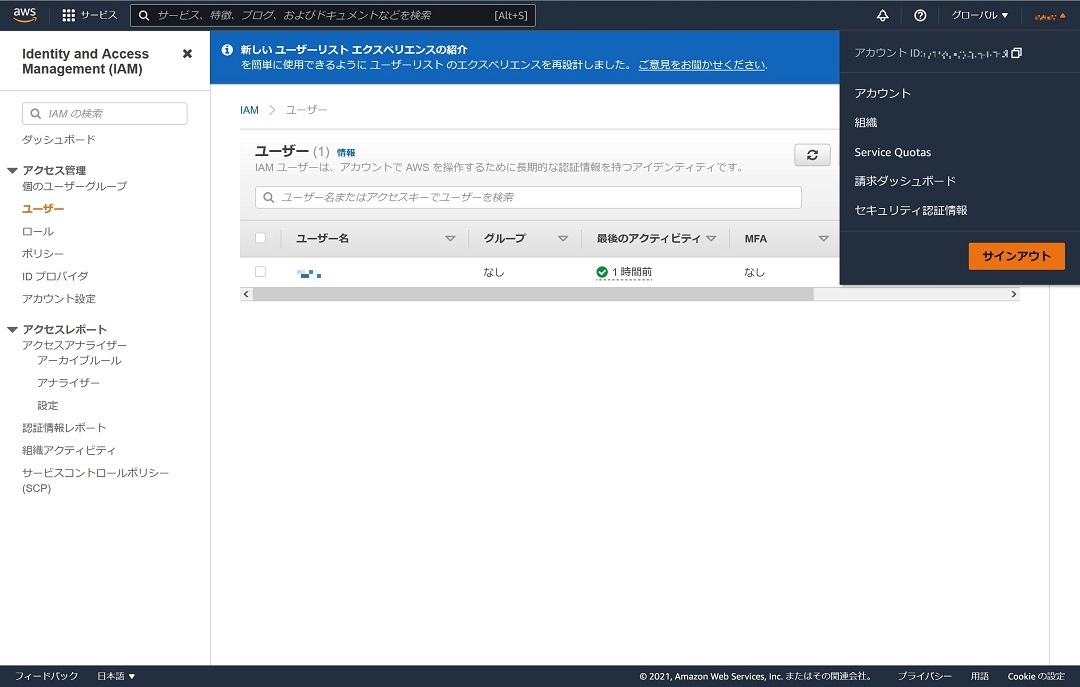 aws サービス サービス、特徴、ブログ、およびドキュメントなどを検索 [Alt+S] グローバル
Identity and Access
Management (IAM)
IAM の検索
ダッシュボード
アクセス管理
個のユーザーグループ
ユーザー
ロール
ポリシー
ID プロバイダ
アカウント設定
アクセスレポート
アクセスアナライザー
アーカイブルール
アナライザー
設定
認証情報レポート
組織アクティビティ
サービスコントロールポリシー
(SCP)
新しい ユーザーリスト エクスペリエンスの紹介
を簡単に使用できるように ユーザーリスト のエクスペリエンスを再設計しました。 ご意見をお聞かせください.
IAM ユーザー
ユーザー (1) 情報
IAM ユーザーは、アカウントで AWS を操作するために長期的な認証情報を持つアイデンティティです。
ユーザー名またはアクセスキーでユーザーを検索
ユーザー名 グループ 最後のアクティビティ MFA
なし 1 時間前 なし
アカウント ID:
アカウント
組織
Service Quotas
請求ダッシュボード
セキュリティ認証情報
サインアウト
フィードバック 日本語 © 2021, Amazon Web Services, Inc. またはその関連会社。 プライバシー 用語 Cookie の設定